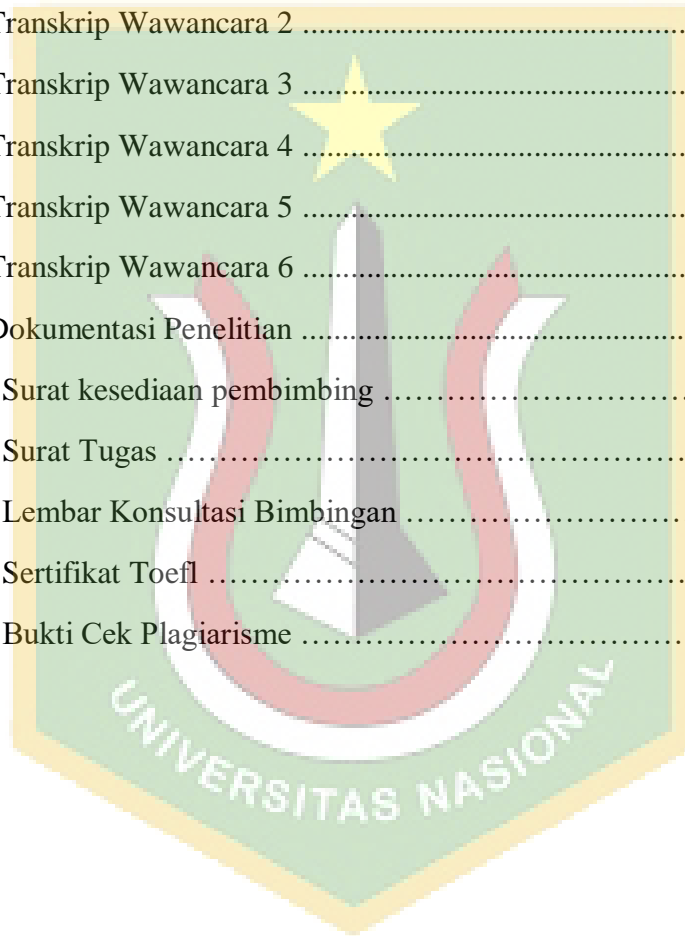 Transkrip Wawancara 2 ........................................................
Transkrip Wawancara 3 ........................................................
Transkrip Wawancara 4 ........................................................
Transkrip Wawancara 5 ........................................................
Transkrip Wawancara 6 ........................................................
Dokumentasi Penelitian ........................................................
Surat kesediaan pembimbing ……………………………
Surat Tugas ……………………………………………………
Lembar Konsultasi Bimbingan …………………………
Sertifikat Toefl ………………………………………………
Bukti Cek Plagiarisme ……………………………………
UNIVERSITAS NASIONAL